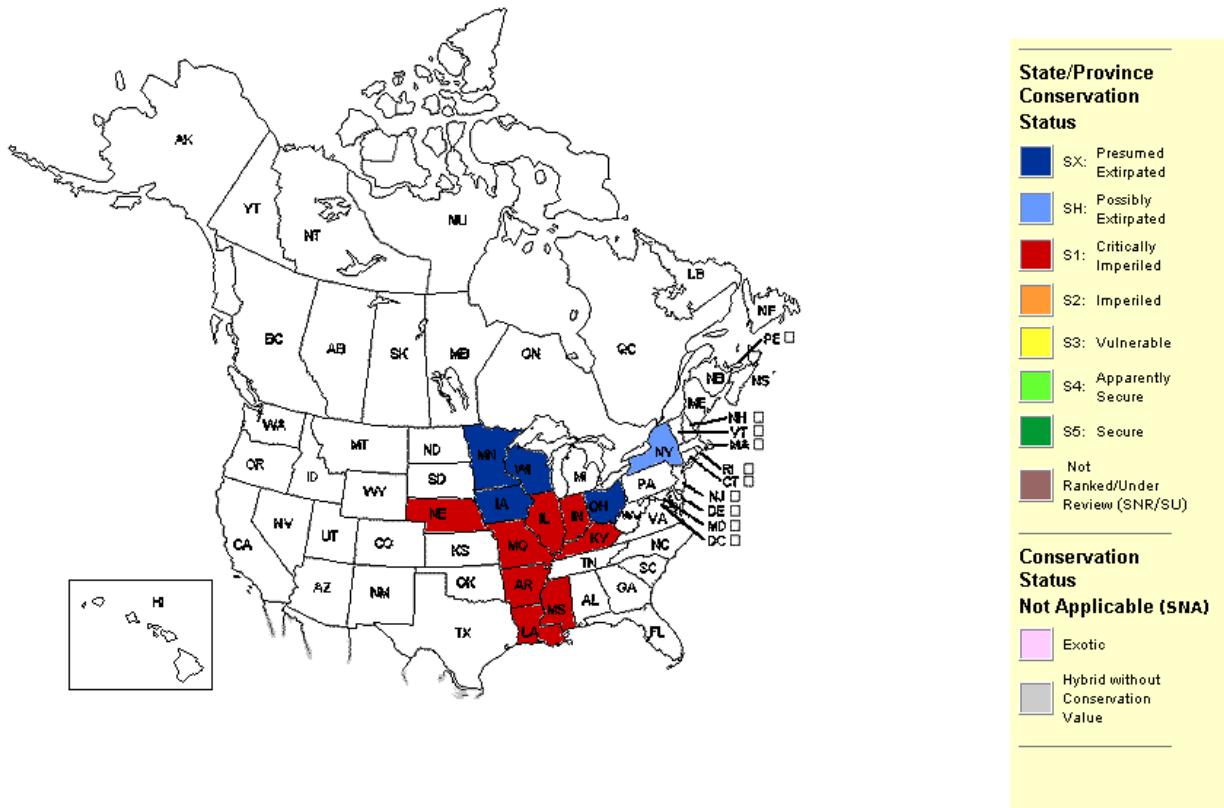 AK
YT
NT
NU
BC
AB
SK
MB
ON
QC
LB
NF
PE
NB
NS
ME
NH
VT
MA
NY
RI
CT
NJ
DE
MD
DC
WA
MT
ND
MN
OR
ID
SD
WI
MI
WY
NE
IA
PA
NV
UT
CO
KS
IL
IN
OH
WV
VA
CA
MO
KY
NC
AZ
NM
OK
AR
TN
SC
TX
LA
MS
AL
GA
FL
HI
State/Province
Conservation
Status
SX: Presumed
Extirpated
SH: Possibly
Extirpated
S1: Critically
Imperiled
S2: Imperiled
S3: Vulnerable
S4: Apparently
Secure
S5: Secure
Not
Ranked/Under
Review (SNR/SU)
Conservation
Status
Not Applicable (SNA)
Exotic
Hybrid without
Conservation
Value